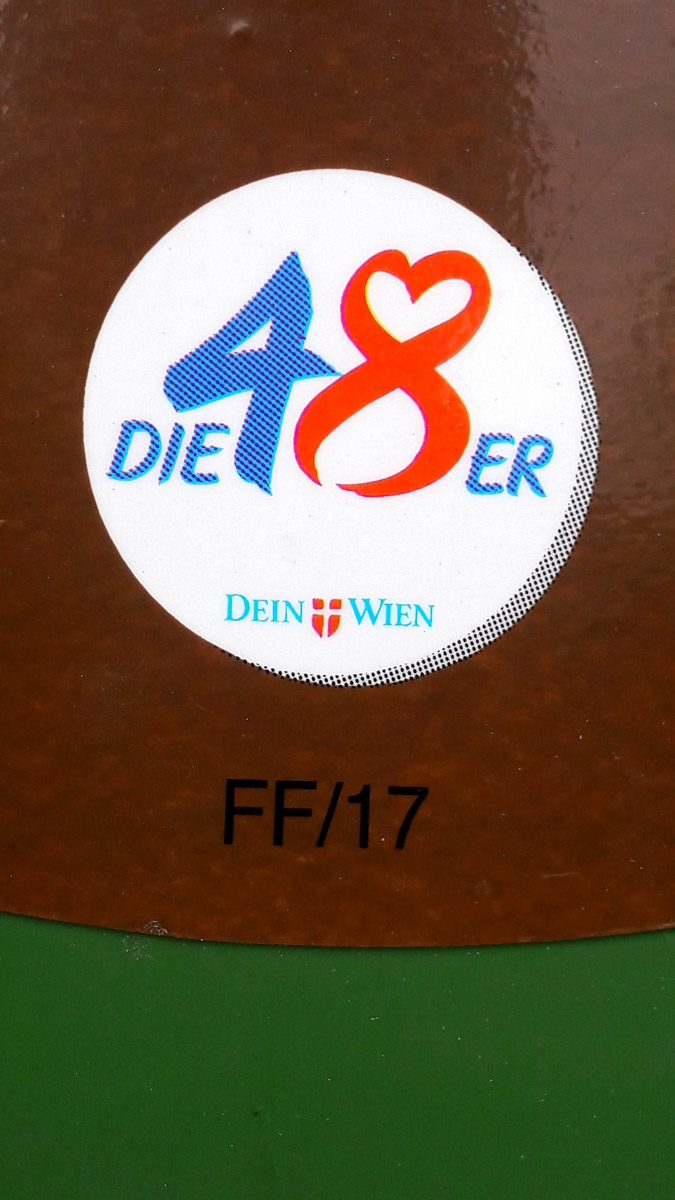 DIE 48ER
DEIN WIEN
FF/17